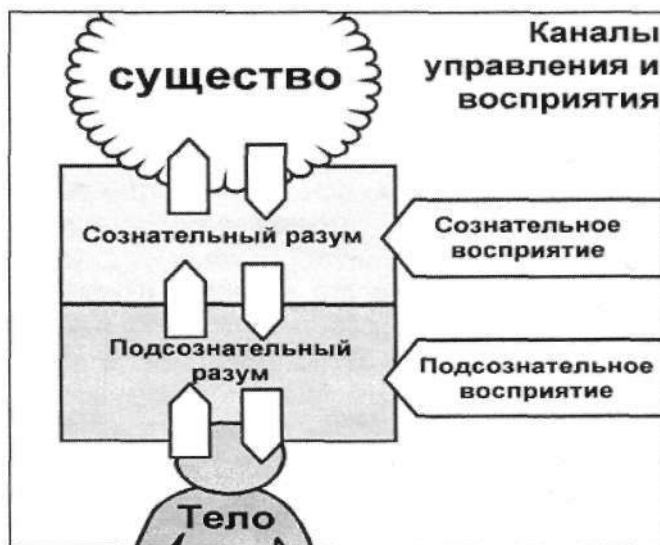 Каналы
управления и
восприятия
существо
Сознательный разум
Сознательное
восприятие
Подсознательный
разум
Подсознательное
восприятие
Тело